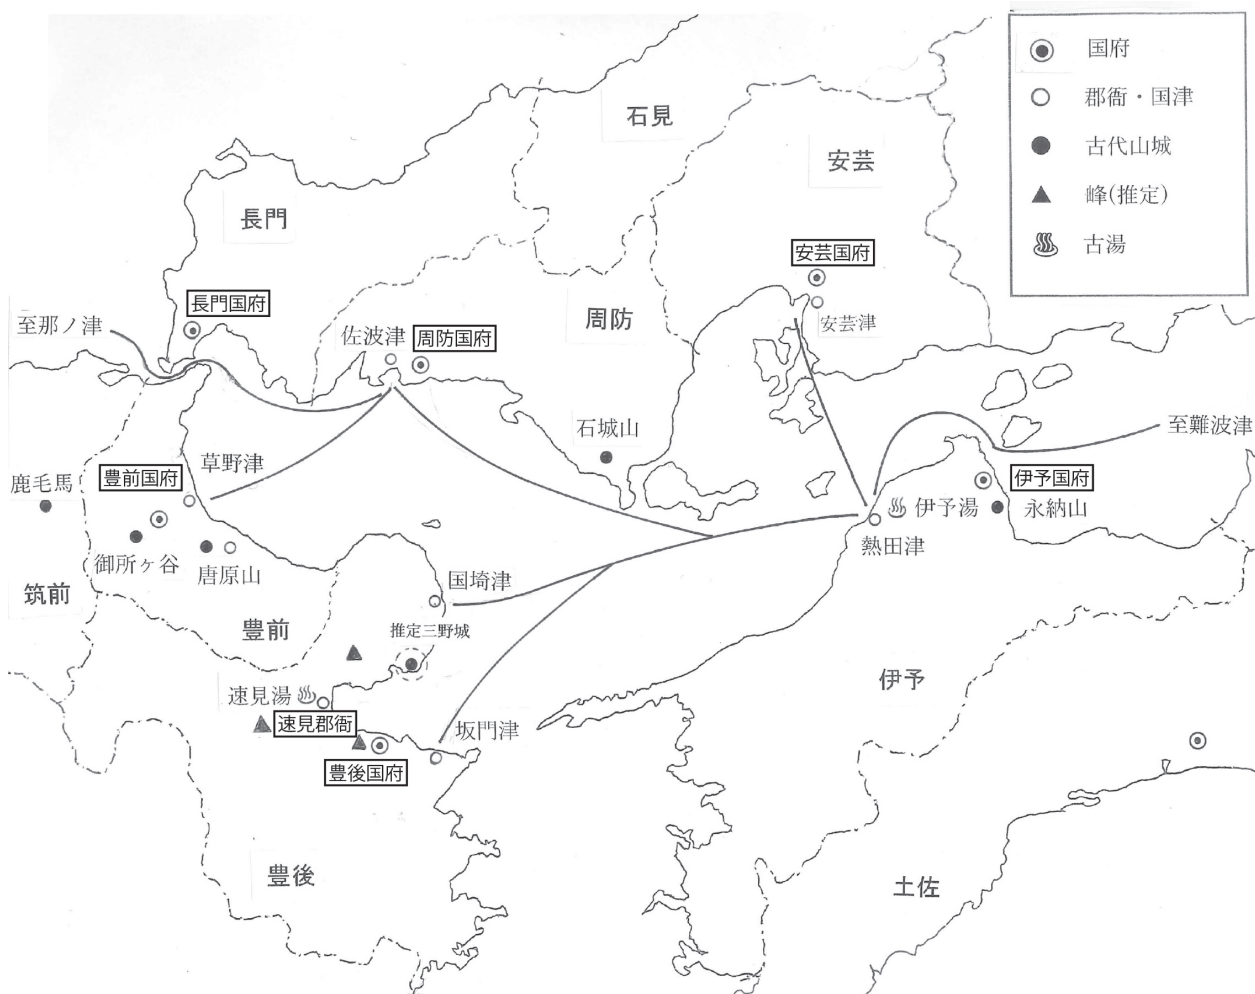 国府
郡衙・国津
古代山城
峰(推定)
古湯
石見
安芸
長門
安芸国府
長門国府
安芸津
至那ノ津
佐波津
周防国府
周防
石城山
至難波津
草野津
豊前国府
鹿毛馬
伊予国府
伊予湯
永納山
熱田津
御所ヶ谷
唐原山
国埼津
筑前
豊前
推定三野城
伊予
速見湯
速見郡衙
坂門津
豊後国府
豊後
土佐